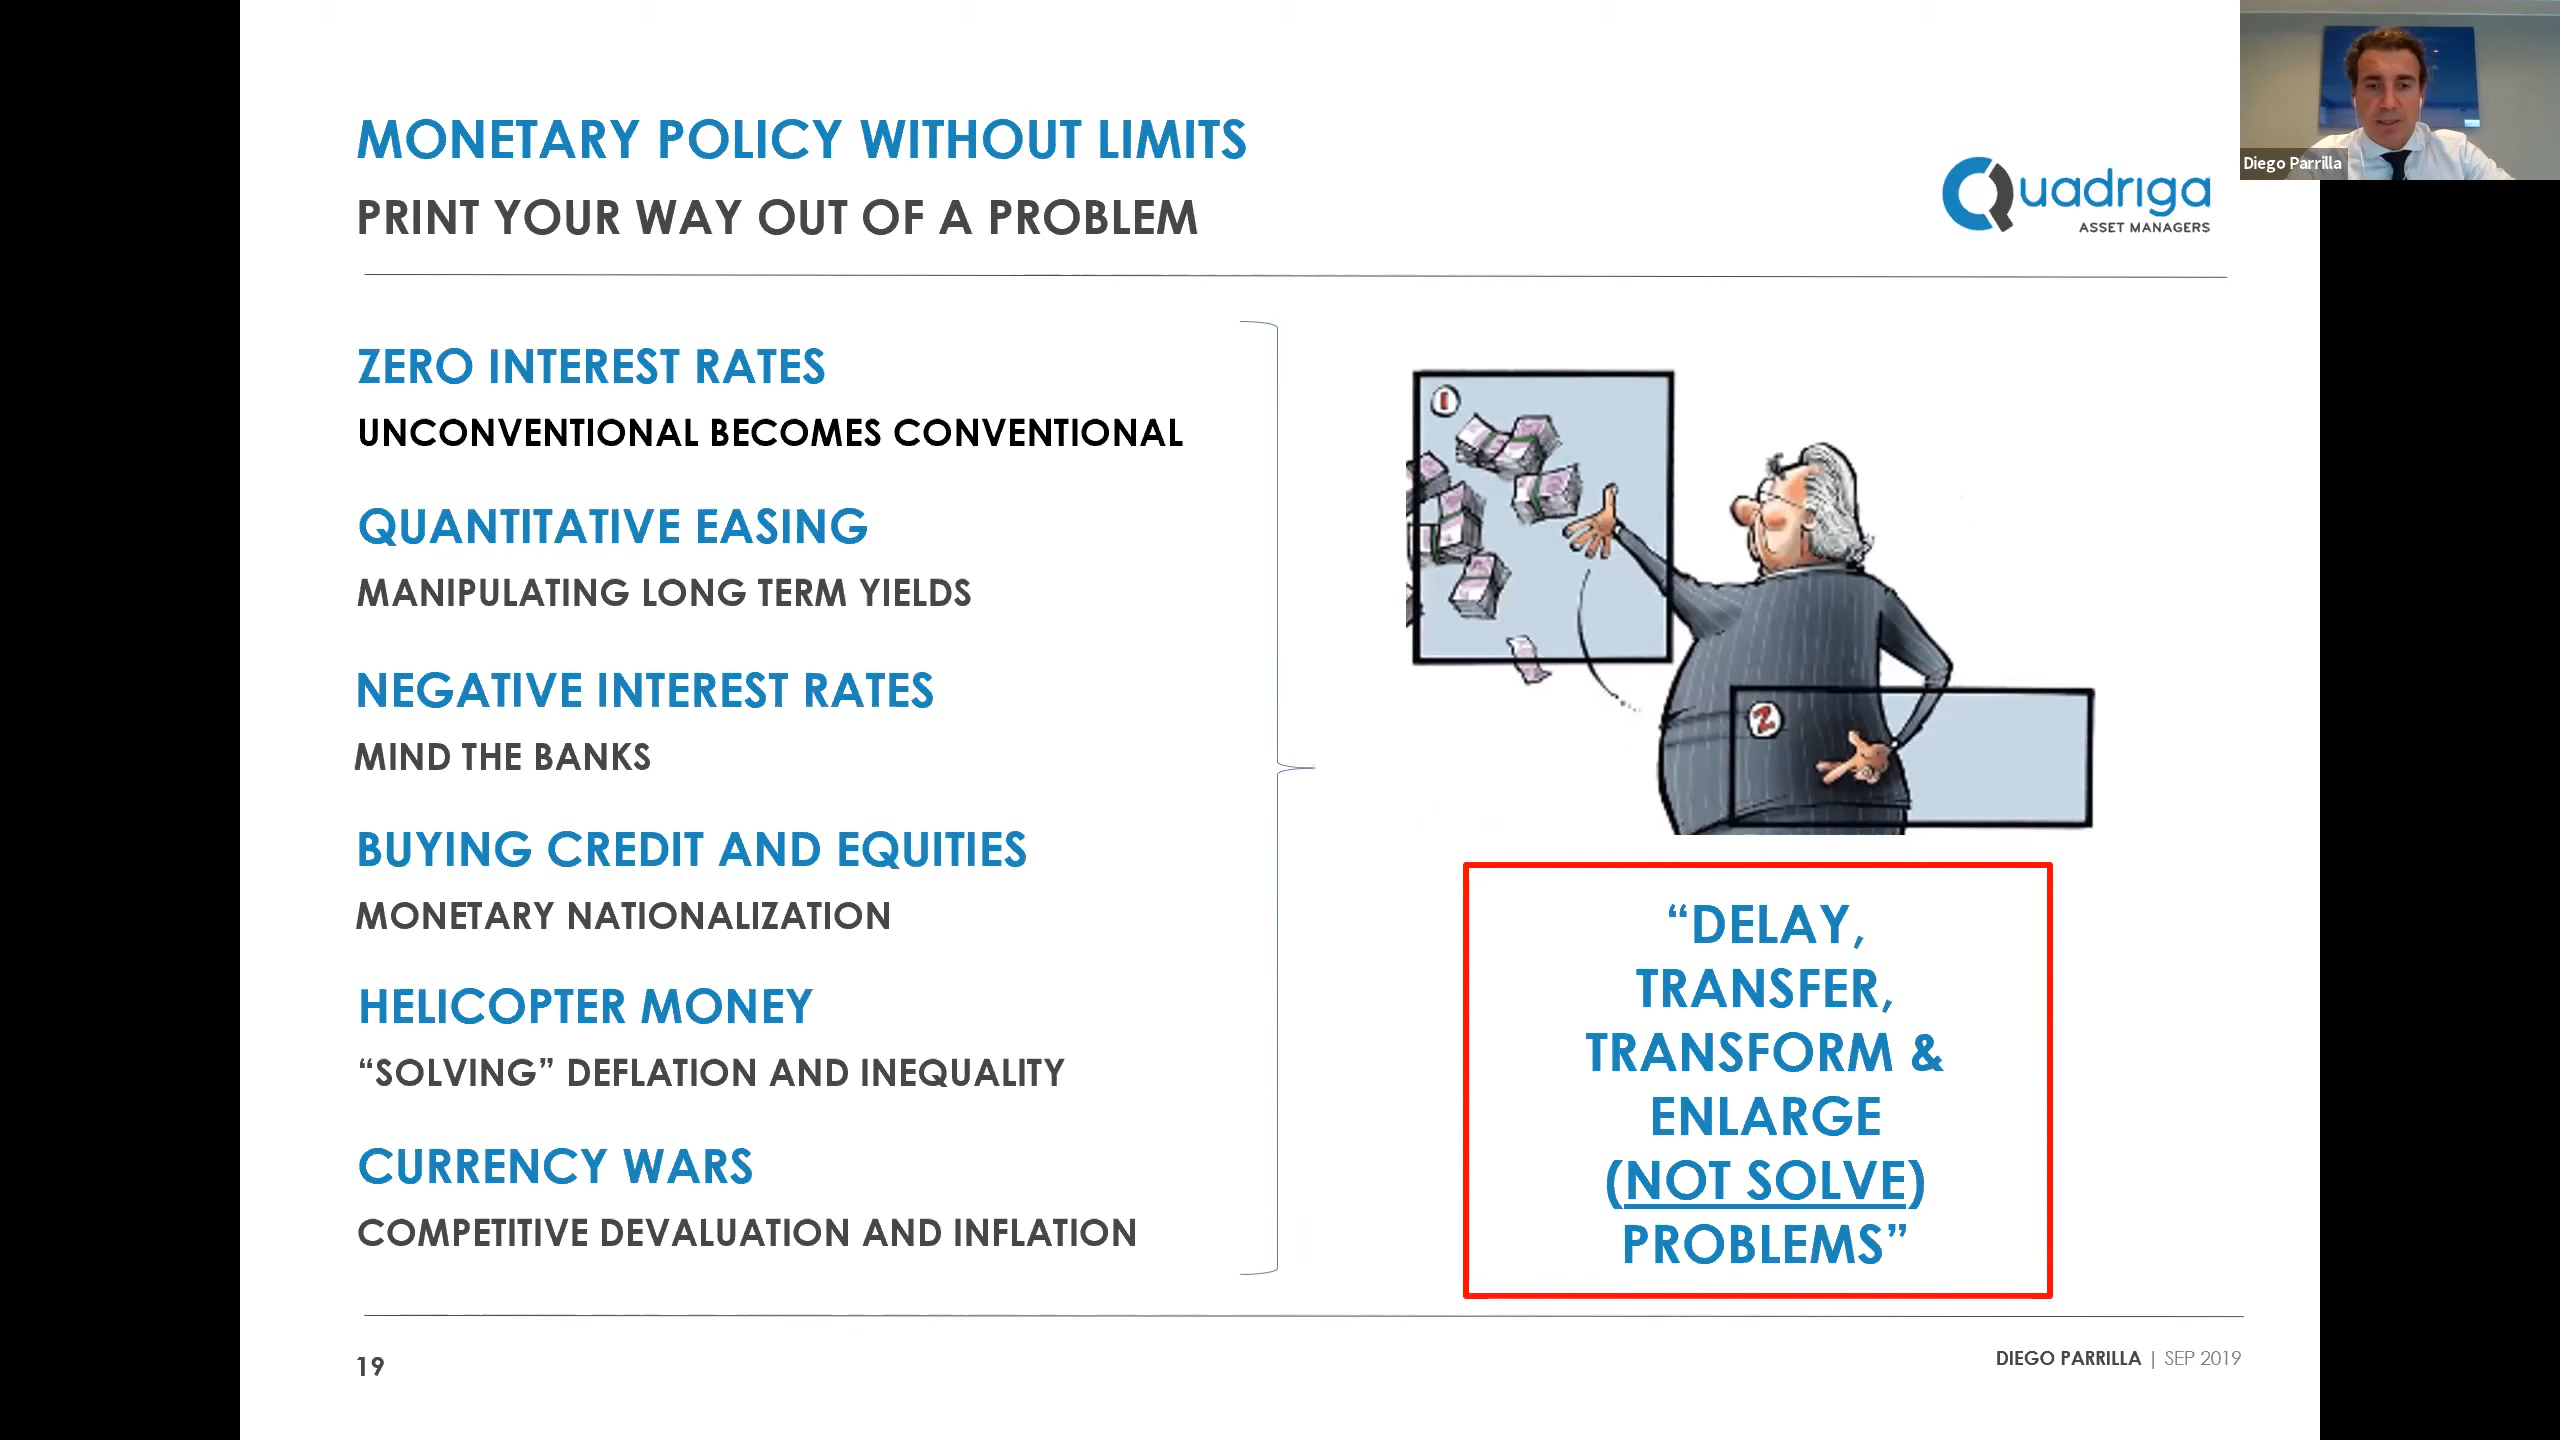 MONETARY POLICY WITHOUT LIMITS
PRINT YOUR WAY OUT OF A PROBLEM
Quadriga
ASSET MANAGERS
Diego Parrilla
ZERO INTEREST RATES
UNCONVENTIONAL BECOMES CONVENTIONAL
QUANTITATIVE EASING
MANIPULATING LONG TERM YIELDS
NEGATIVE INTEREST RATES
MIND THE BANKS
BUYING CREDIT AND EQUITIES
MONETARY NATIONALIZATION
HELICOPTER MONEY
“SOLVING” DEFLATION AND INEQUALITY
CURRENCY WARS
COMPETITIVE DEVALUATION AND INFLATION
1
2
“DELAY,
TRANSFER,
TRANSFORM &
ENLARGE
(NOT SOLVE)
PROBLEMS”
19
DIEGO PARRILLA | SEP 2019